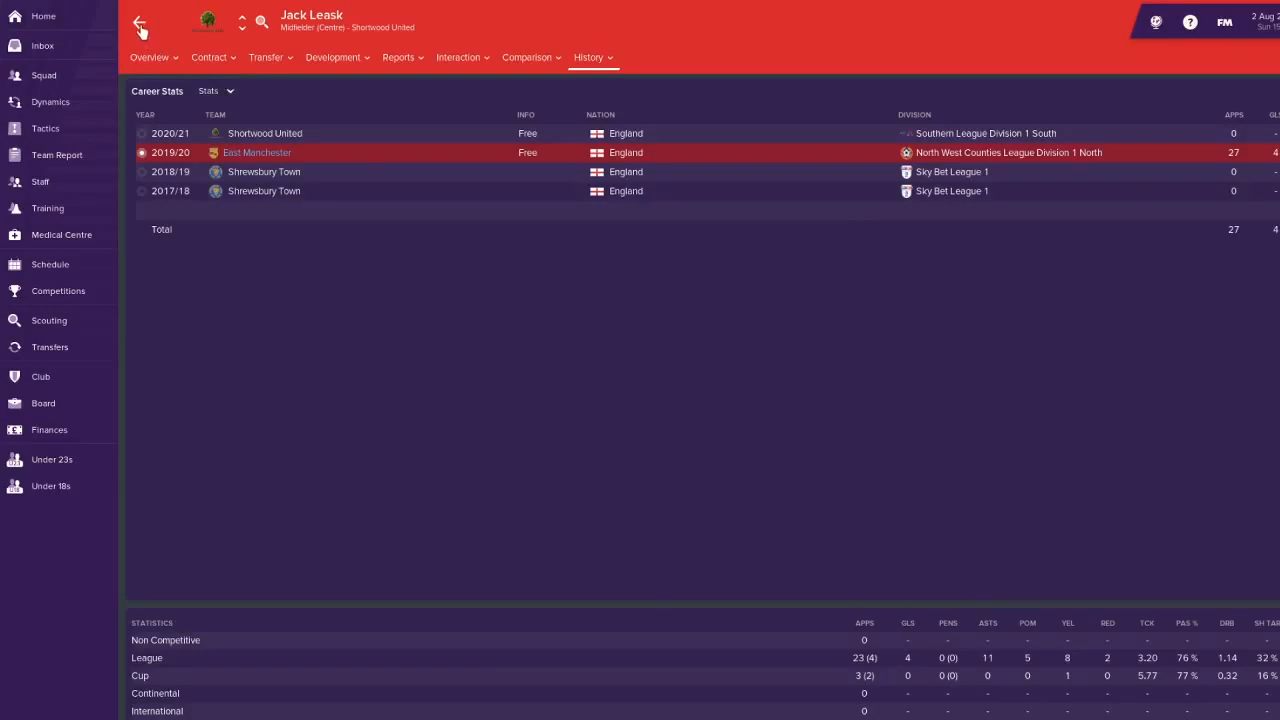 Home
Inbox
Squad
Dynamics
Tactics
Team Report
Staff
Training
Medical Centre
Schedule
Competitions
Scouting
Transfers
Club
Board
Finances
Under 23s
Under 18s
Jack Leask
Midfielder (Centre) - Shortwood United
? FM 2 Aug 2
Sun 15
Overview Contract Transfer Development Reports Interaction Comparison History
Career Stats Stats
YEAR TEAM INFO NATION DIVISION APPS GLS
2020/21 Shortwood United Free England Southern League Division 1 South 0 -
2019/20 East Manchester Free England North West Counties League Division 1 North 27 4
2018/19 Shrewsbury Town England Sky Bet League 1 0 -
2017/18 Shrewsbury Town England Sky Bet League 1 0 -
Total 27 4
STATISTICS APPS GLS PENS ASTS POM YEL RED TCK PAS % DRB SH TAR
Non Competitive 0 - - - - - - - - - -
League 23 (4) 4 0 (0) 11 5 8 2 3.20 76 % 1.14 32 %
Cup 3 (2) 0 0 (0) 0 0 1 0 5.77 77 % 0.32 16 %
Continental 0 - - - - - - - - - -
International 0 - - - - - - - - - -